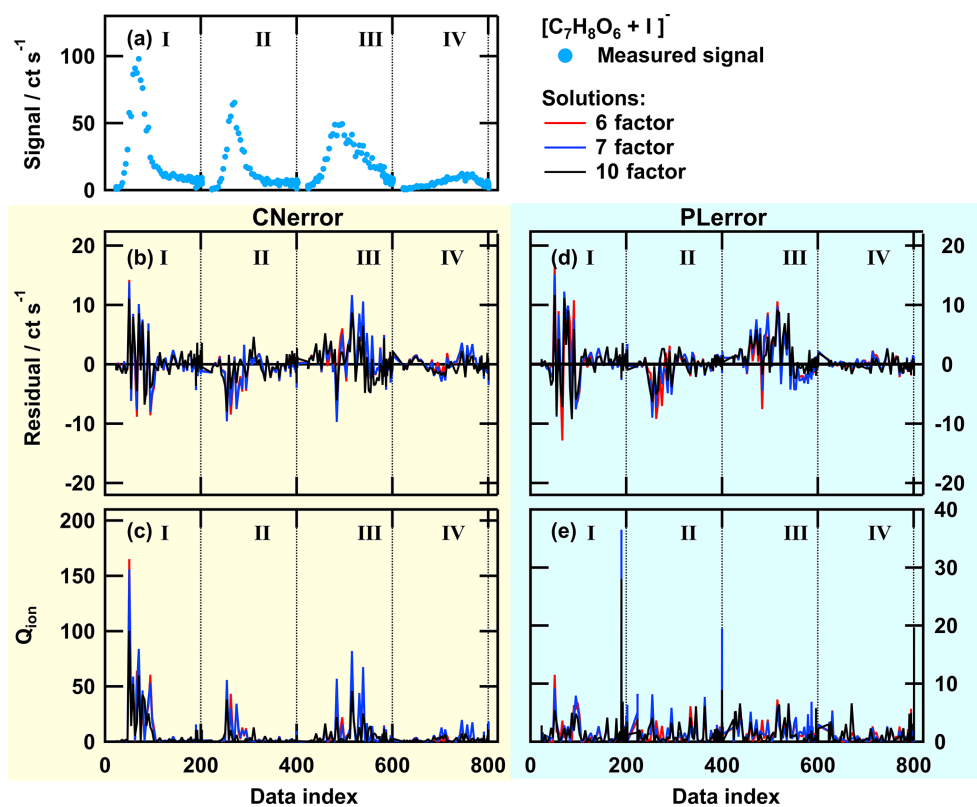 (a) I II III IV
[C7H8O6 + I ]-
Measured signal
Solutions:
6 factor
7 factor
10 factor
Signal / ct s-1
100
50
0
CNerror
PLerror
(b) I II III IV
(d) I II III IV
Residual / ct s-1
20
10
0
-10
-20
20
10
0
-10
-20
(c) I II III IV
(e) I II III IV
Qion
200
150
100
50
0
40
30
20
10
0
0 200 400 600 800
200 400 600 800
Data index
Data index